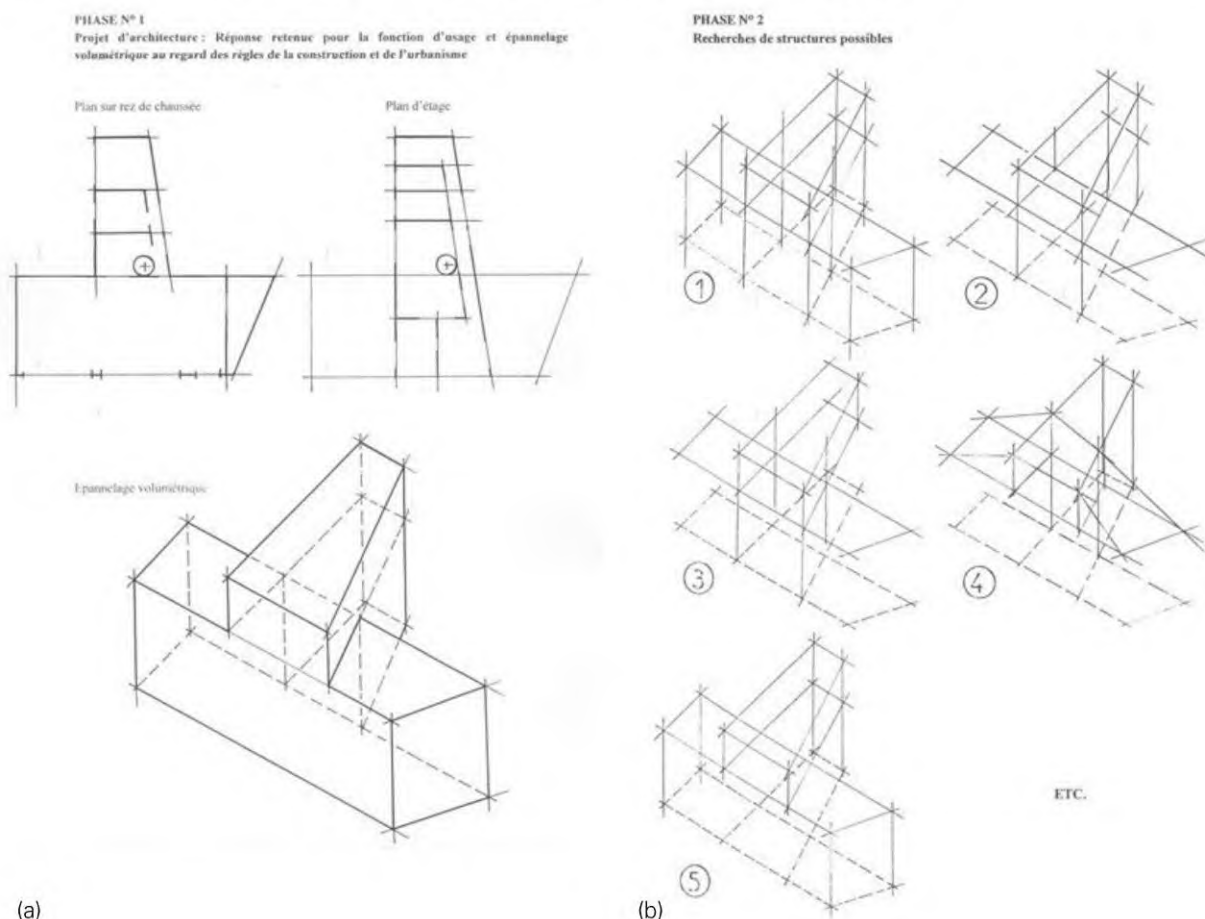 PHASE N° 1
Projet d'architecture : Réponse retenue pour la fonction d'usage et épannelage
volumétrique au regard des règles de la construction et de l'urbanisme
Plan sur rez de chaussée
Plan d'étage
Epannelage volumétrique
(a)
PHASE N° 2
Recherches de structures possibles
1
2
3
4
5
ETC.
(b)